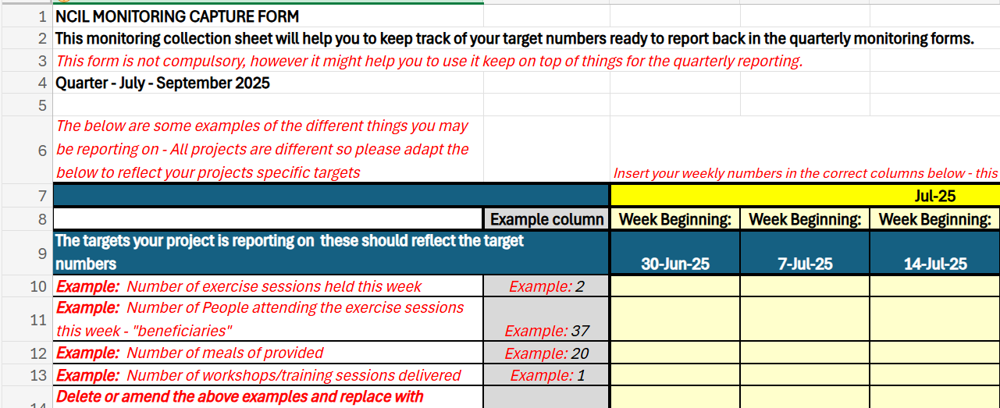 1 NCIL MONITORING CAPTURE FORM
2 This monitoring collection sheet will help you to keep track of your target numbers ready to report back in the quarterly monitoring forms.
3 This form is not compulsory, however it might help you to use it keep on top of things for the quarterly reporting.
4 Quarter - July - September 2025
5
The below are some examples of the different things you may
6 be reporting on - All projects are different so please adapt the
below to reflect your projects specific targets
Insert your weekly numbers in the correct columns below - this
7 Jul-25
8 Example column Week Beginning: Week Beginning: Week Beginning:
9 The targets your project is reporting on  these should reflect the target
numbers 30-Jun-25 7-Jul-25 14-Jul-25
10 Example:  Number of exercise sessions held this week Example: 2
11 Example:  Number of People attending the exercise sessions
this week - "beneficiaries" Example: 37
12 Example:  Number of meals of provided Example: 20
13 Example:  Number of workshops/training sessions delivered Example: 1
14 Delete or amend the above examples and replace with